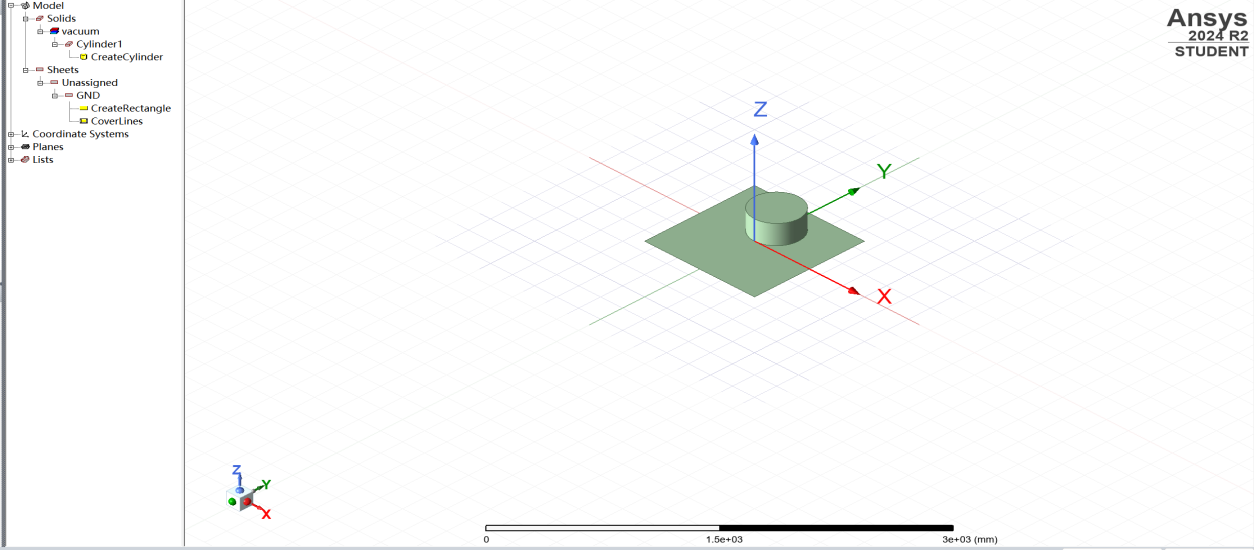 Model
Solids
vacuum
Cylinder1
CreateCylinder
Sheets
Unassigned
GND
CreateRectangle
CoverLines
Coordinate Systems
Planes
Lists
Ansys
2024 R2
STUDENT
Z
Y
X
Z
Y
X
0 1.5e+03 3e+03 (mm)